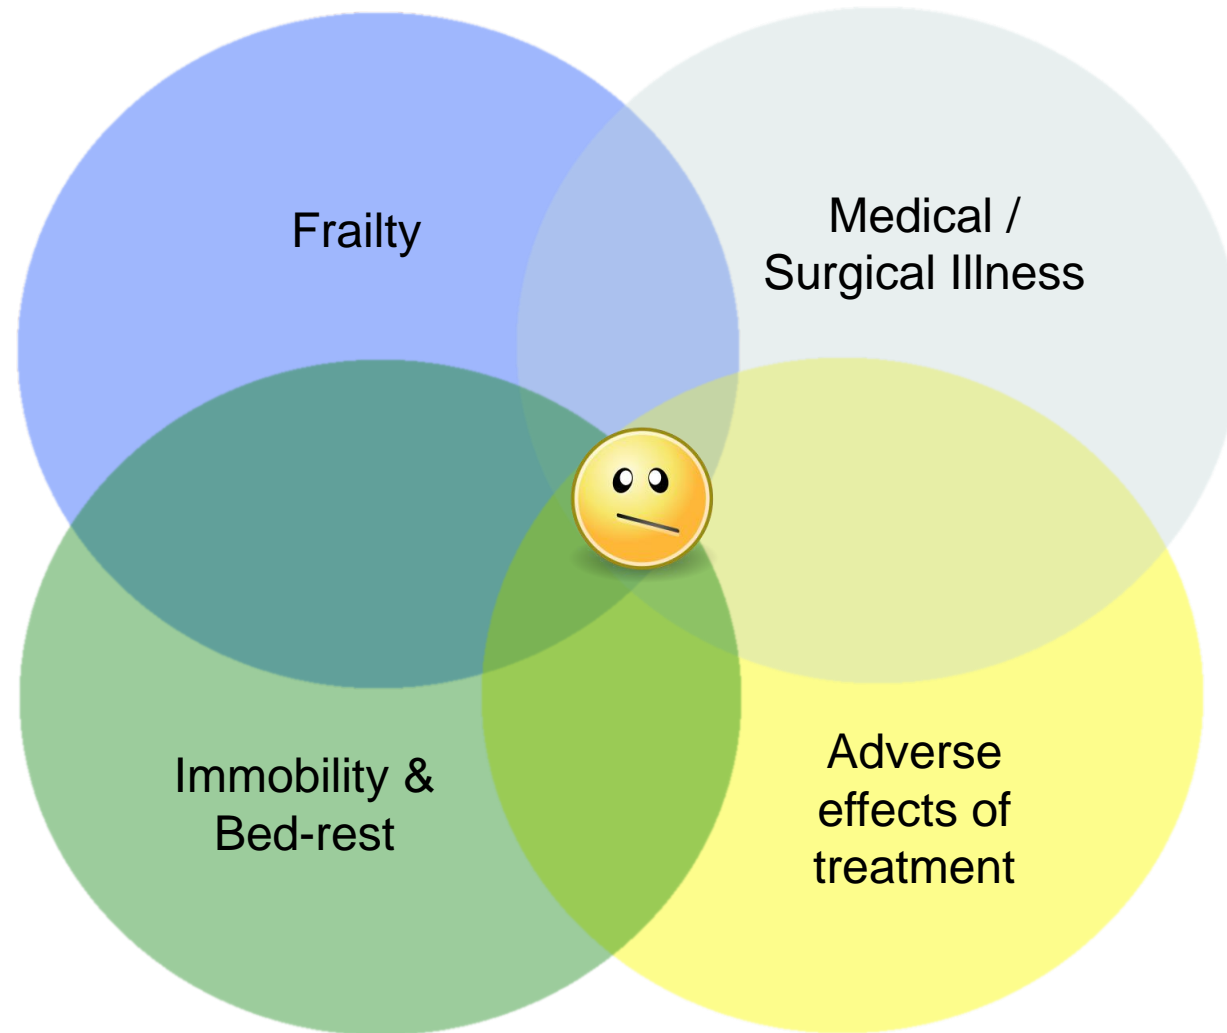 Frailty
Medical /
Surgical Illness
Immobility &
Bed-rest
Adverse
effects of
treatment